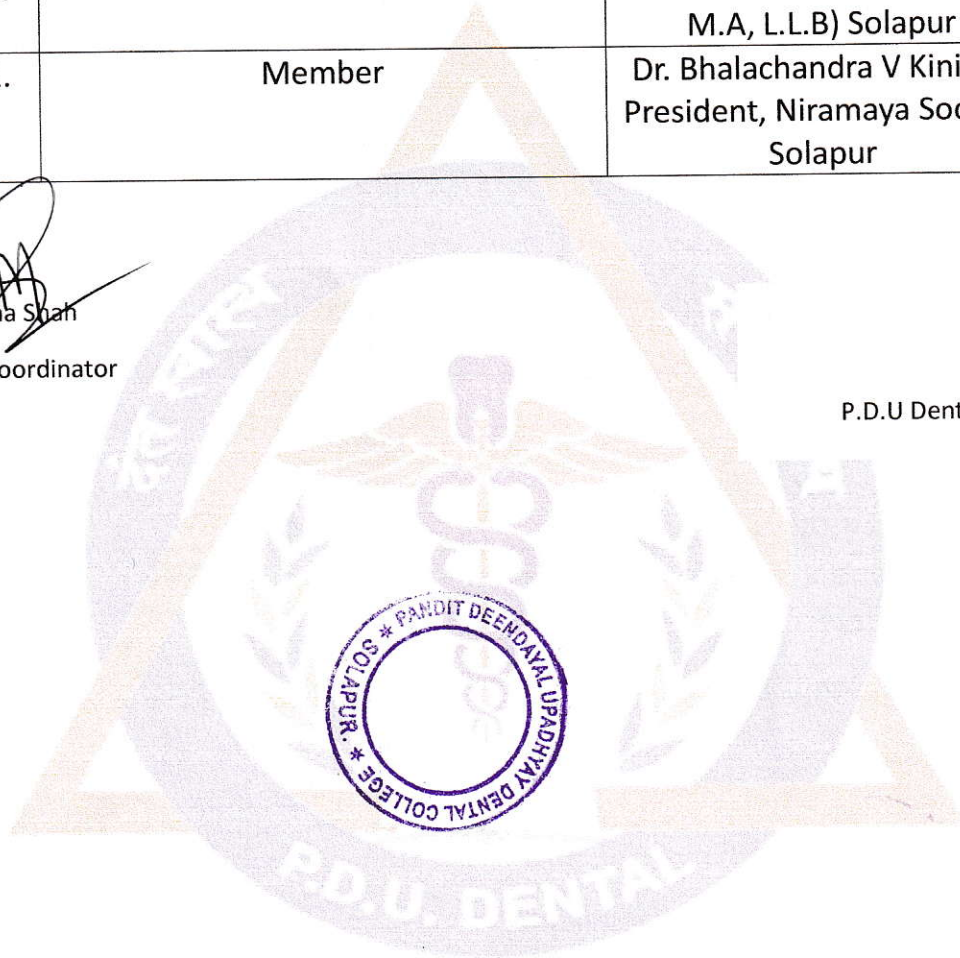 M.A, L.L.B) Solapur
Member
Dr. Bhalachandra V Kini
President, Niramaya Soc
Solapur
a Shah
oordinator
P.D.U Dent
* PANDIT DEENDAYAL UPADHYAY DENTAL COLLEGE * SOLAPUR.
P.D.U. DENTAL